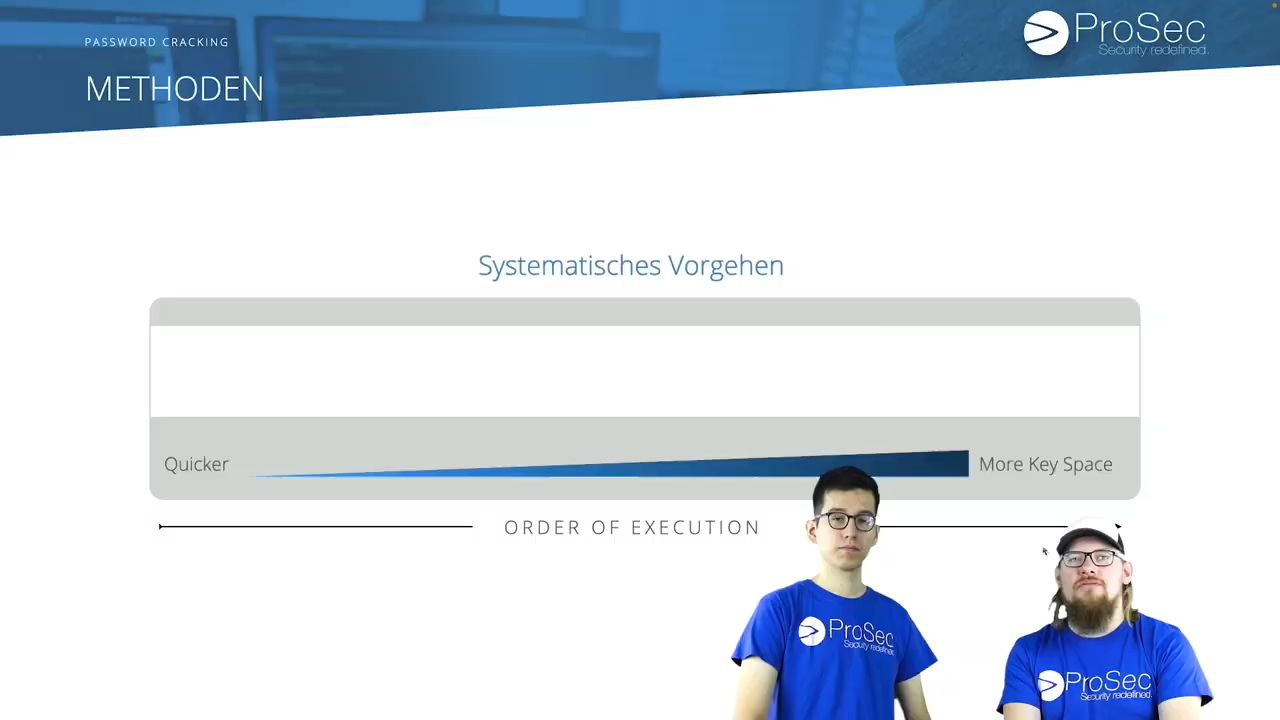 PASSWORD CRACKING
METHODEN
ProSec
Security redefined.
Systematisches Vorgehen
Quicker
More Key Space
ORDER OF EXECUTION
ProSec
Security redefined.
ProSec
Security redefined.